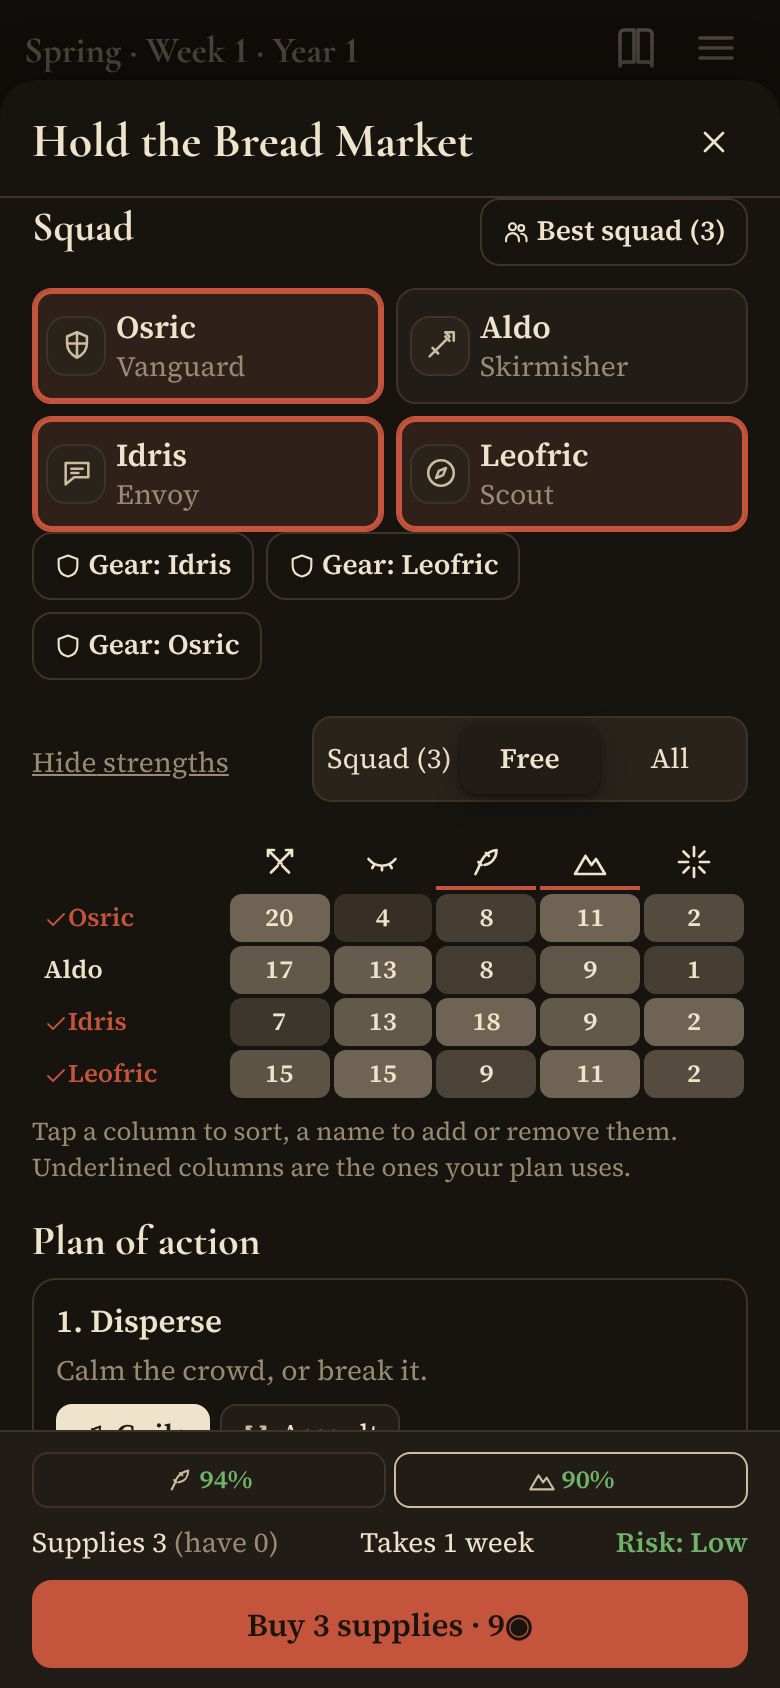 Spring · Week 1 · Year 1
Hold the Bread Market
Squad
Best squad (3)
Osric
Vanguard
Aldo
Skirmisher
Idris
Envoy
Leofric
Scout
Gear: Idris
Gear: Leofric
Gear: Osric
Hide strengths
Squad (3) Free All
Osric 20 4 8 11 2
Aldo 17 13 8 9 1
Idris 7 13 18 9 2
Leofric 15 15 9 11 2
Tap a column to sort, a name to add or remove them.
Underlined columns are the ones your plan uses.
Plan of action
1. Disperse
Calm the crowd, or break it.
94% 90%
Supplies 3 (have 0) Takes 1 week Risk: Low
Buy 3 supplies · 9